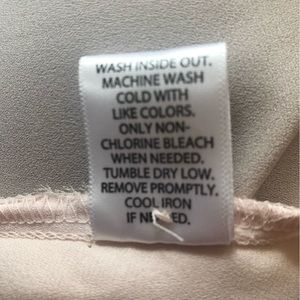 WASH INSIDE OUT.
MACHINE WASH
COLD WITH
LIKE COLORS.
ONLY NON-
CHLORINE BLEACH
WHEN NEEDED.
TUMBLE DRY LOW.
REMOVE PROMPTLY.
COOL IRON
IF NEEDED.